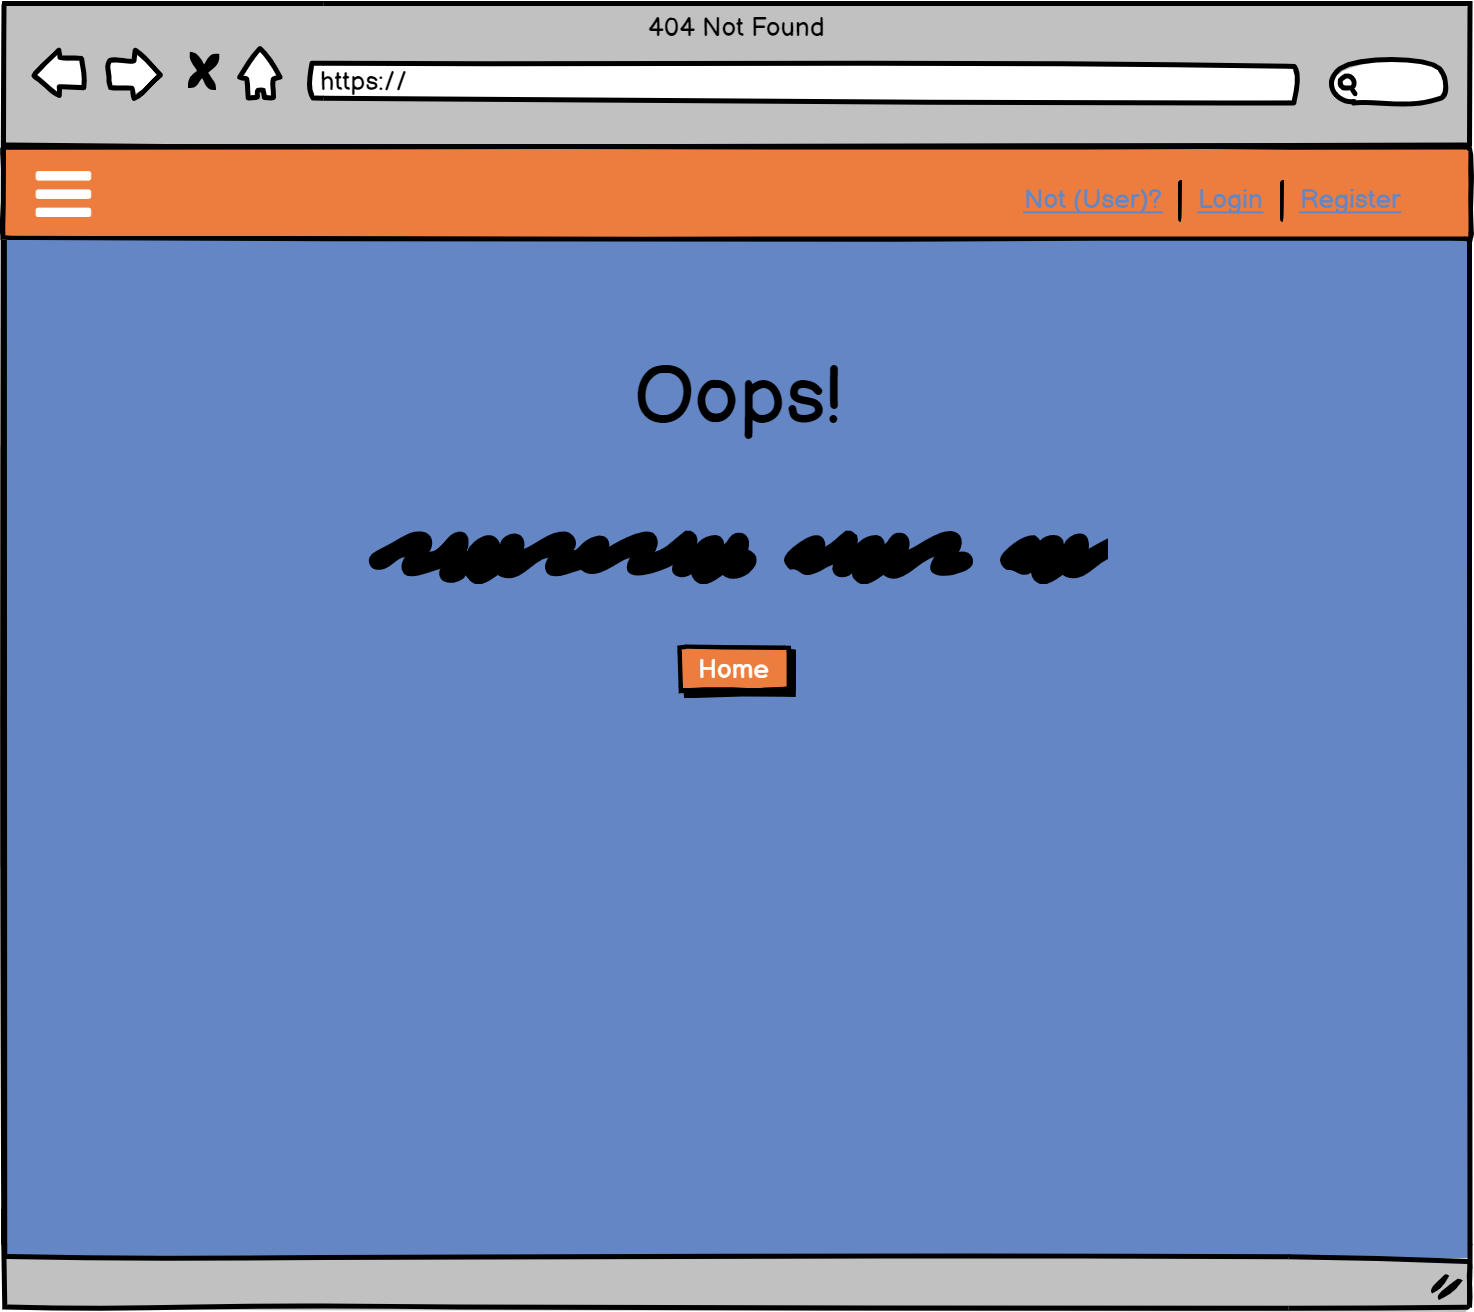 404 Not Found
https://
Not (User)? Login Register
Oops!
Home